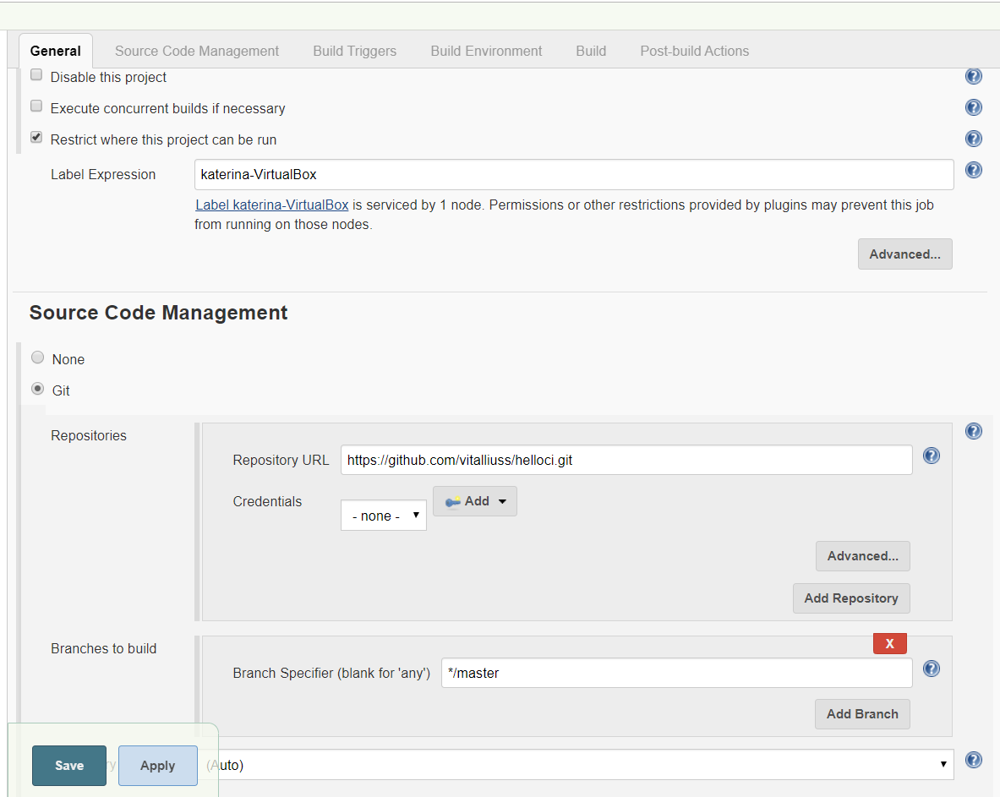 General Source Code Management Build Triggers Build Environment Build Post-build Actions
Disable this project
Execute concurrent builds if necessary
Restrict where this project can be run
Label Expression katerina-VirtualBox
Label katerina-VirtualBox is serviced by 1 node. Permissions or other restrictions provided by plugins may prevent this job
from running on those nodes.
Advanced...
Source Code Management
None
Git
Repositories
Repository URL https://github.com/vitalliuss/helloci.git
Credentials - none - Add
Advanced...
Add Repository
Branches to build
X
Branch Specifier (blank for 'any') */master
Add Branch
Save Apply (Auto)